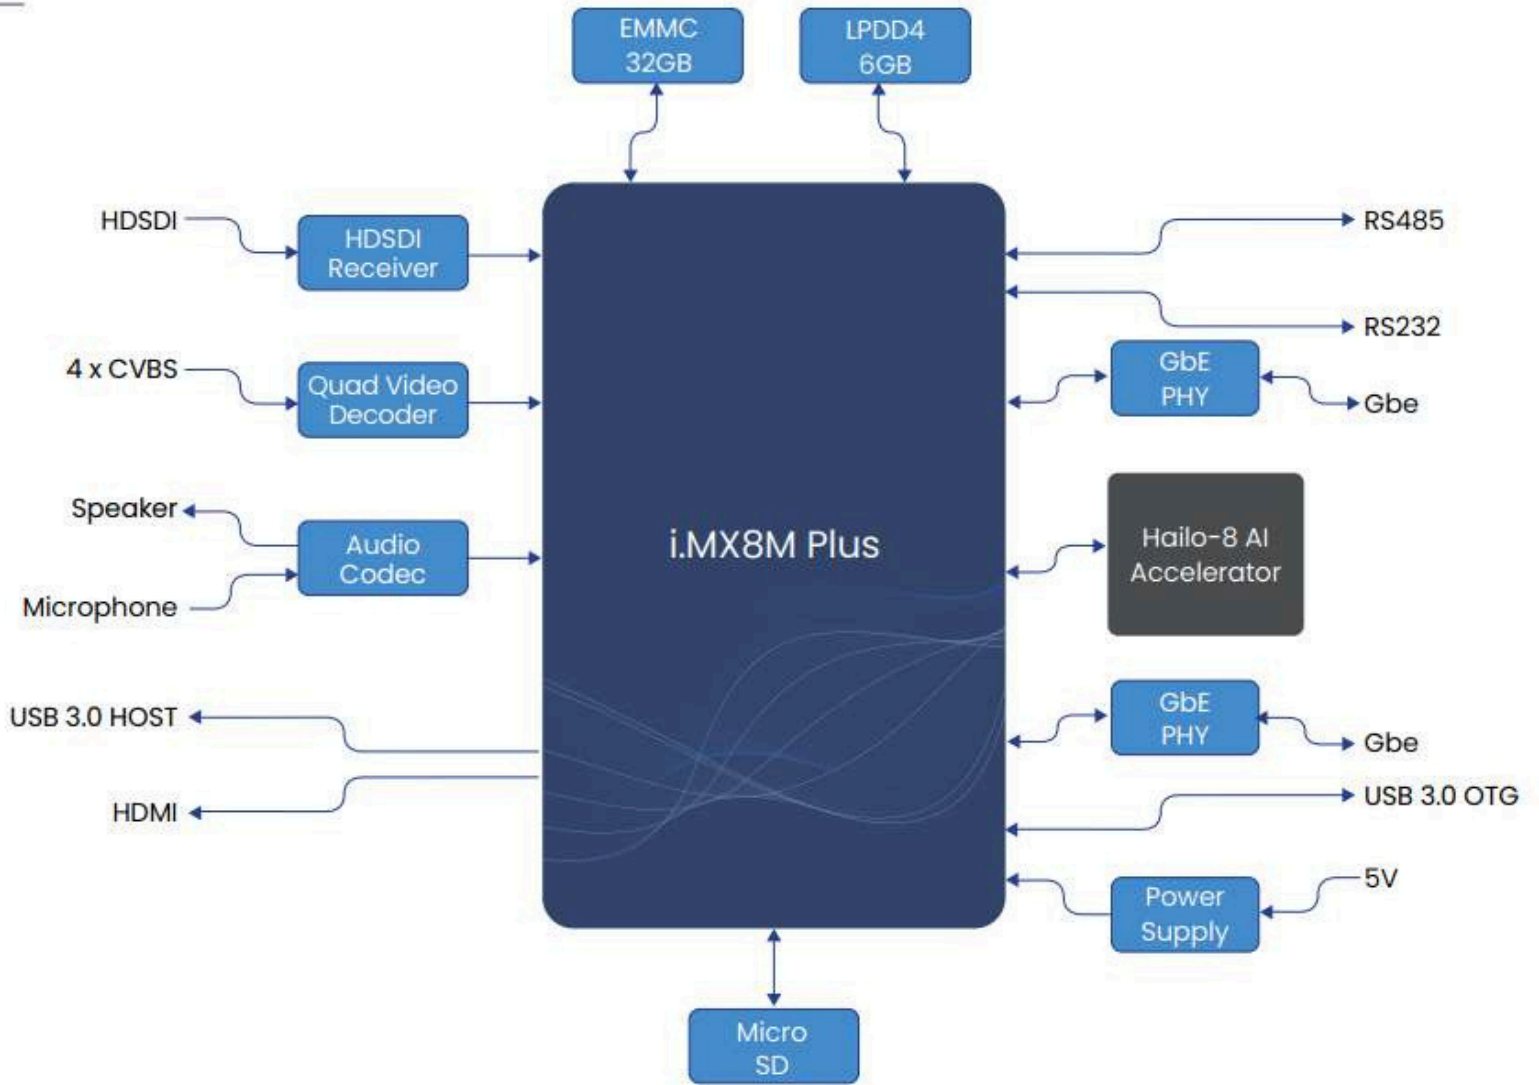 EMMC
32GB
LPDD4
6GB
HDSDI
HDSDI
Receiver
4 x CVBS
Quad Video
Decoder
Speaker
Microphone
Audio
Codec
USB 3.0 HOST
HDMI
i.MX8M Plus
RS485
RS232
GbE
PHY
Gbe
Hailo-8 AI
Accelerator
GbE
PHY
Gbe
USB 3.0 OTG
5V
Power
Supply
Micro
SD